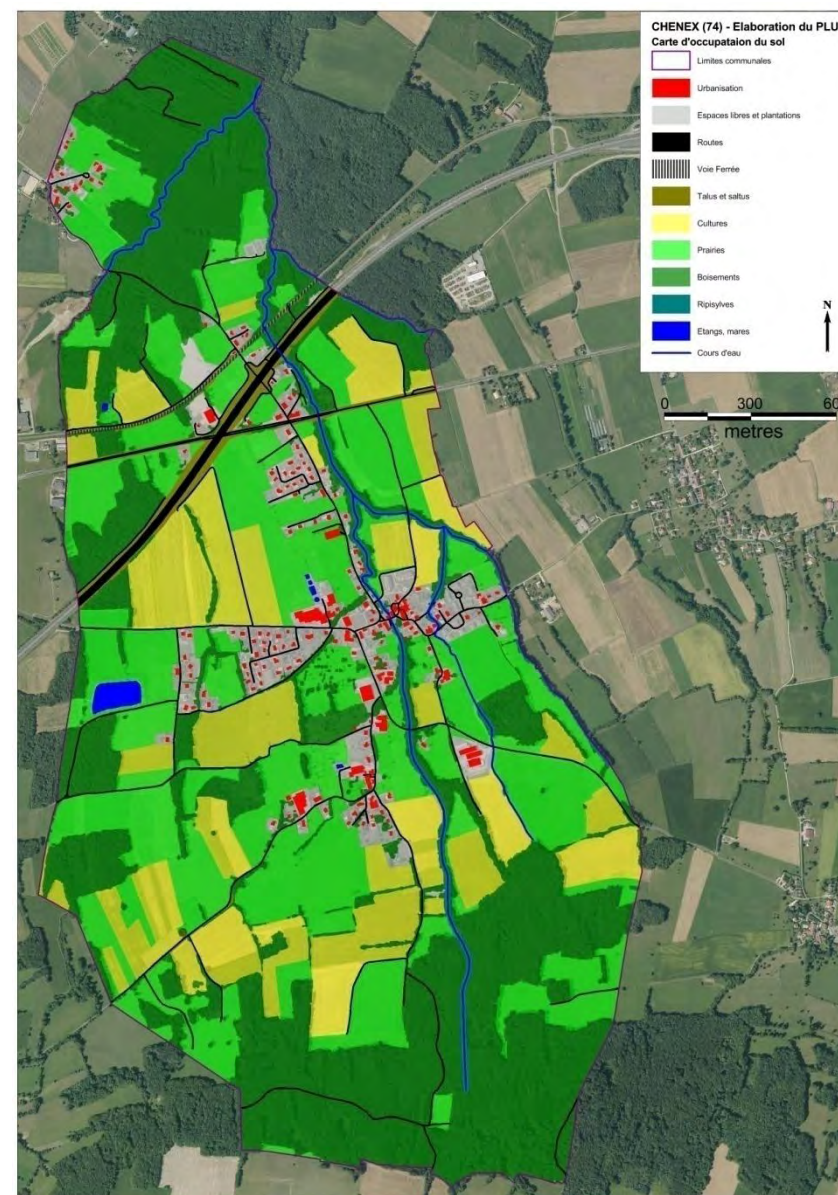 CHENEX (74) - Elaboration du PLU
Carte d'occupataion du sol
Limites communales
Urbanisation
Espaces libres et plantations
Routes
Voie Ferrée
Talus et saltus
Cultures
Prairies
Boisements
Ripisylves
Etangs, mares
Cours d'eau
N
0 300 60
metres